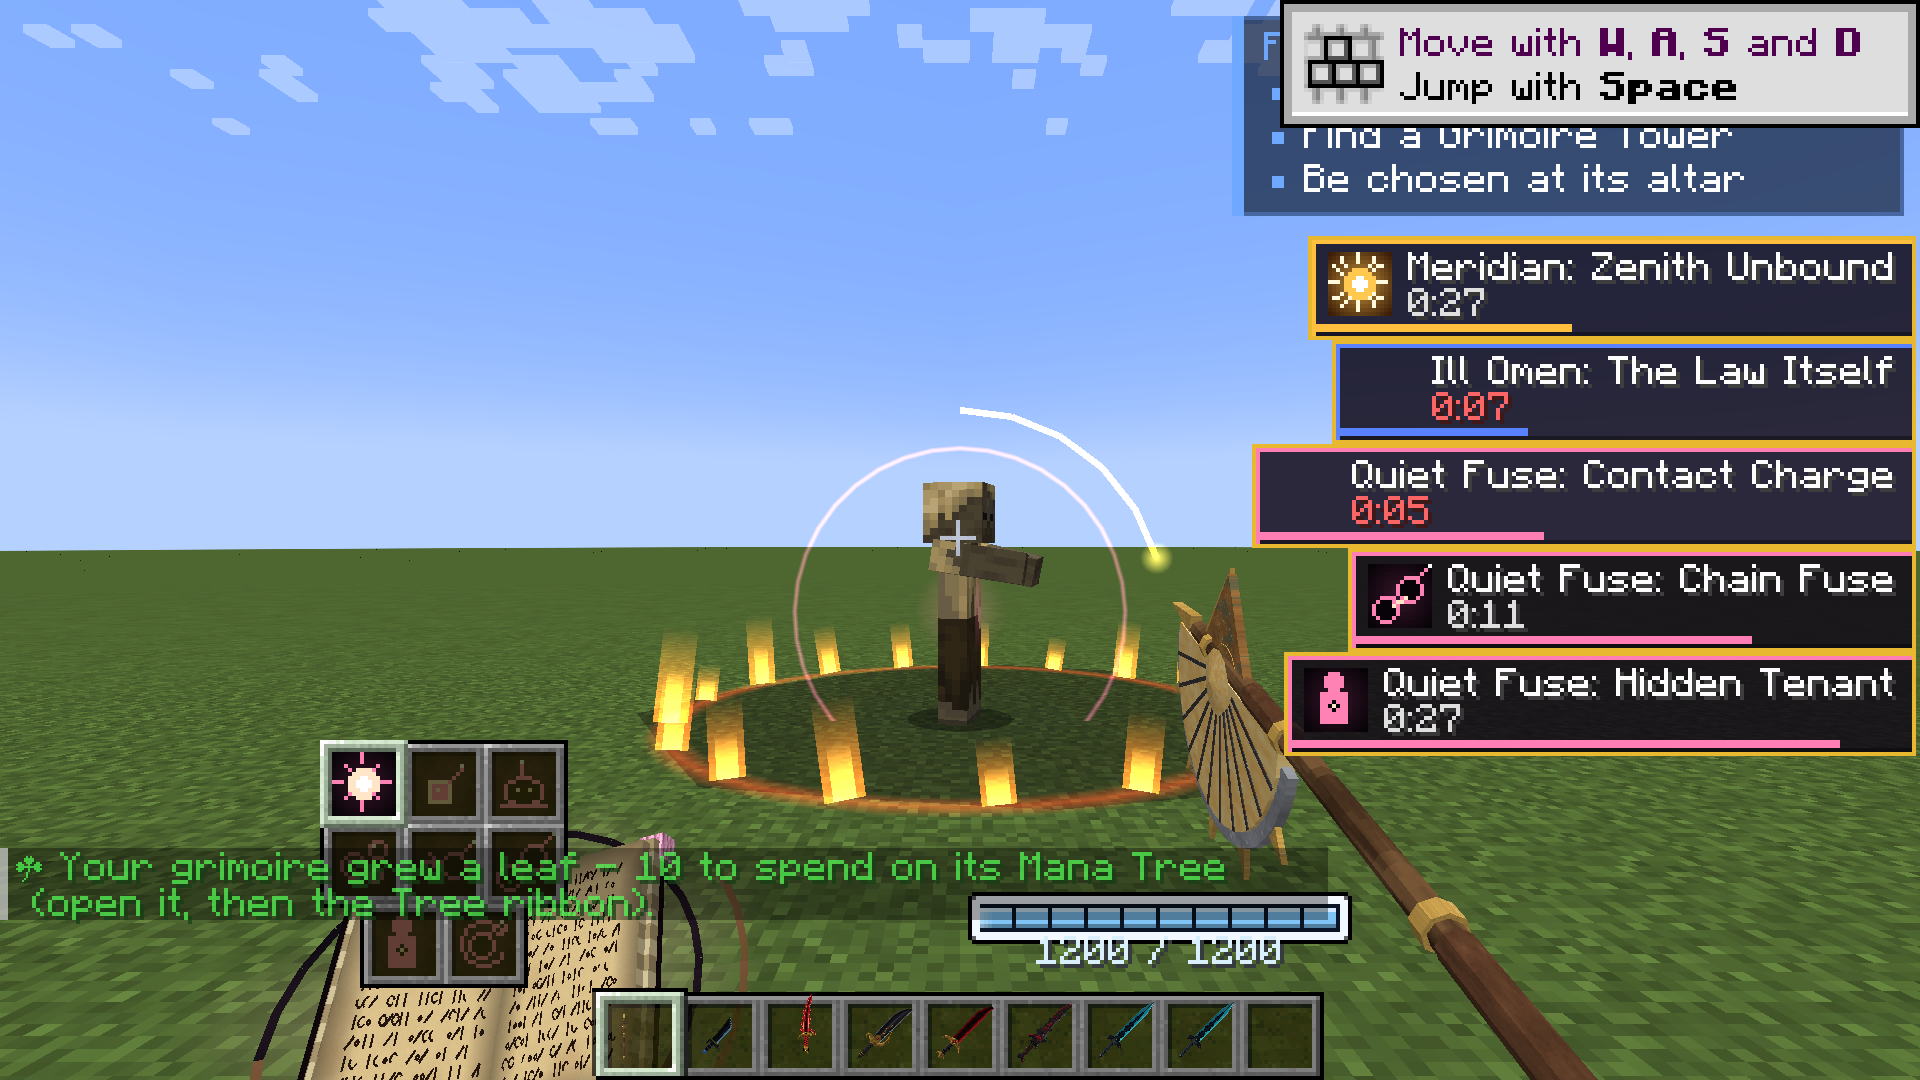 Move with W, A, S and D
Jump with Space
Find a Grimoire Tower
Be chosen at its altar
Meridian: Zenith Unbound
0:27
Ill Omen: The Law Itself
0:07
Quiet Fuse: Contact Charge
0:05
Quiet Fuse: Chain Fuse
0:11
Quiet Fuse: Hidden Tenant
0:27
Your grimoire grew a leaf — 10 to spend on its Mana Tree
(open it, then the Tree ribbon).
1200 / 1200